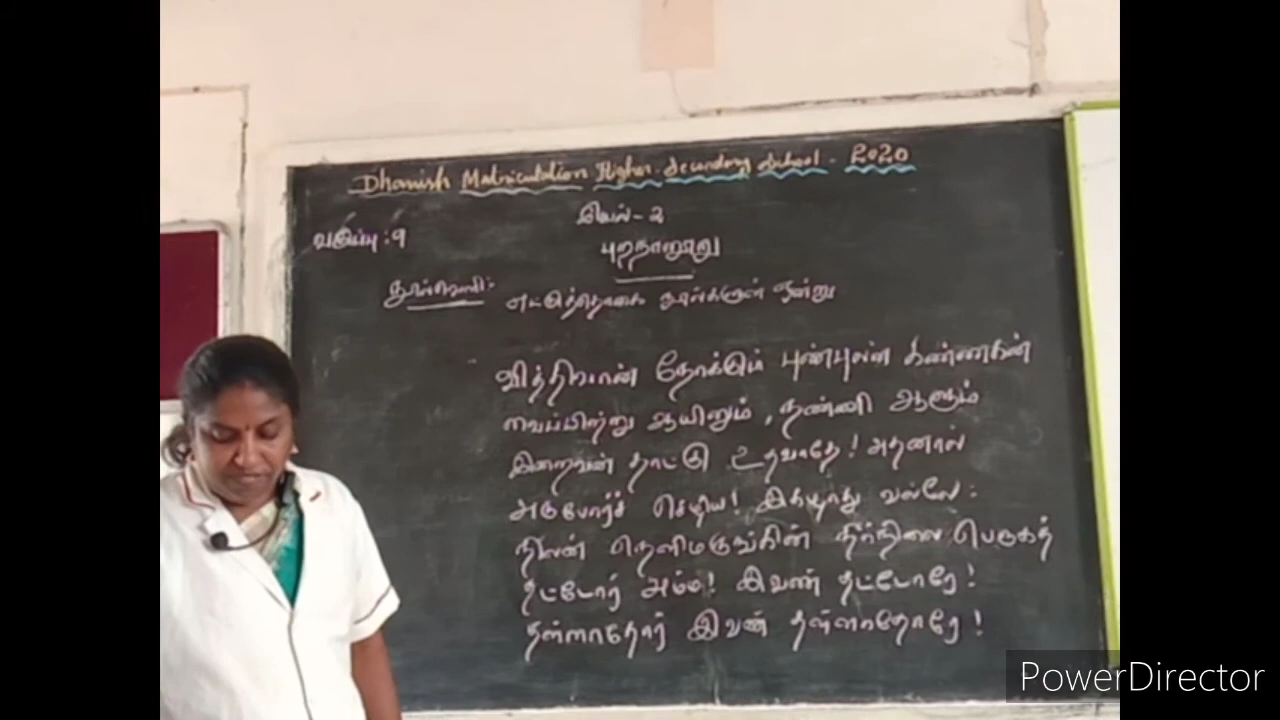 Dhanish Matriculation Higher Secondary School - 2020
இயல்-2
வகுப்பு : 9
புறநானூறு
நூல்வெளி:
எட்டுத்தொகை நூல்களுள் ஒன்று
வித்திவான் நோக்கும் புண்புலன் கண்ணகன்
வைப்பிற்று ஆயினும், நண்ணி ஆளும்
இறைவன் தாட்கு உதவாதே! அதனால்
அடுபோர்ச் செழிய! இகழாது வல்லே:
நிலன் நெளிமருங்கின் நீர்நிலை பெருகத்
தட்டோர் அம்ம! இவண் தட்டோரே!
தள்ளாதோர் இவண் தள்ளாதோரே!
PowerDirector